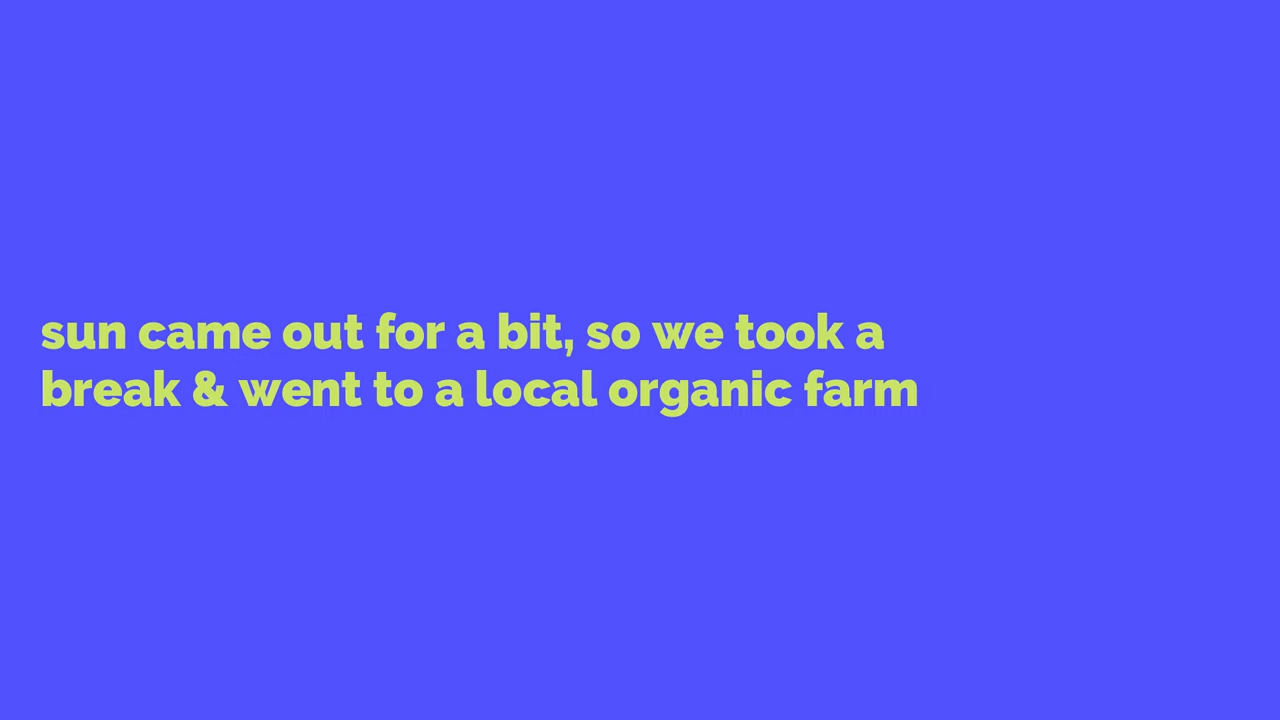 sun came out for a bit, so we took a
break & went to a local organic farm